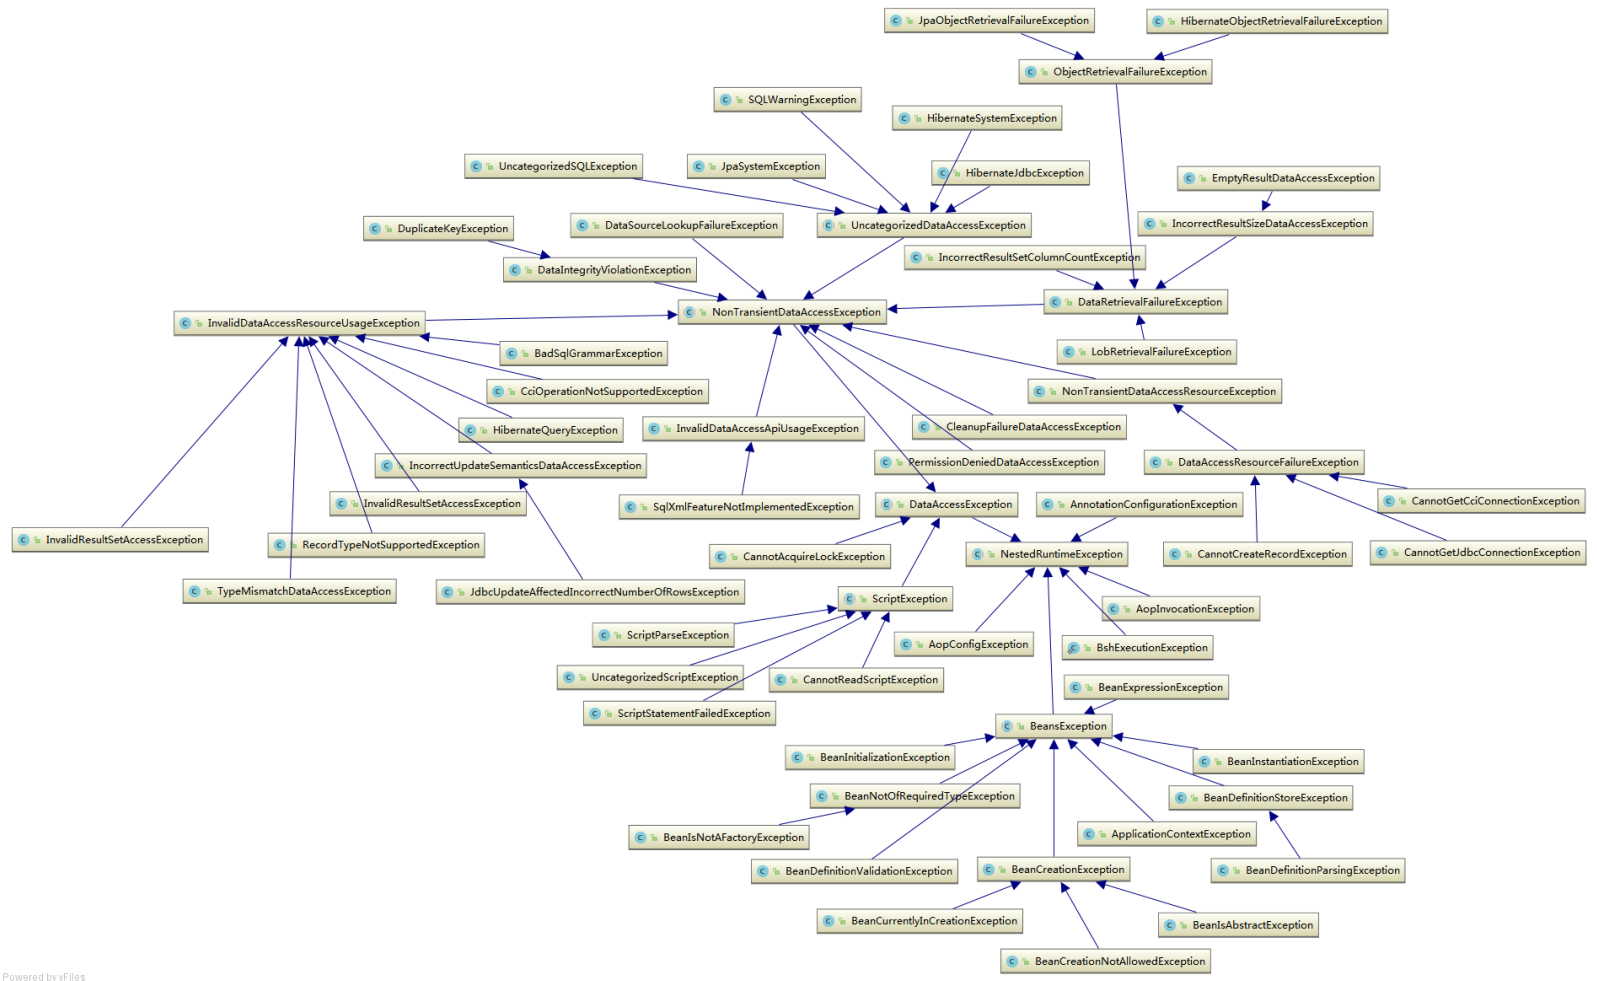 JpaObjectRetrievalFailureException
HibernateObjectRetrievalFailureException
ObjectRetrievalFailureException
SQLWarningException
HibernateSystemException
UncategorizedSQLException
JpaSystemException
HibernateJdbcException
EmptyResultDataAccessException
DuplicateKeyException
DataSourceLookupFailureException
UncategorizedDataAccessException
IncorrectResultSizeDataAccessException
IncorrectResultSetColumnCountException
DataIntegrityViolationException
DataRetrievalFailureException
InvalidDataAccessResourceUsageException
NonTransientDataAccessException
BadSqlGrammarException
LobRetrievalFailureException
CciOperationNotSupportedException
NonTransientDataAccessResourceException
HibernateQueryException
InvalidDataAccessApiUsageException
CleanupFailureDataAccessException
IncorrectUpdateSemanticsDataAccessException
PermissionDeniedDataAccessException
DataAccessResourceFailureException
InvalidResultSetAccessException
SqlXmlFeatureNotImplementedException
DataAccessException
AnnotationConfigurationException
CannotGetCciConnectionException
InvalidResultSetAccessException
RecordTypeNotSupportedException
CannotAcquireLockException
NestedRuntimeException
CannotCreateRecordException
CannotGetJdbcConnectionException
TypeMismatchDataAccessException
JdbcUpdateAffectedIncorrectNumberOfRowsException
ScriptException
AopInvocationException
ScriptParseException
AopConfigException
BshExecutionException
UncategorizedScriptException
CannotReadScriptException
BeanExpressionException
ScriptStatementFailedException
BeansException
BeanInitializationException
BeanInstantiationException
BeanNotOfRequiredTypeException
BeanDefinitionStoreException
BeanIsNotAFactoryException
ApplicationContextException
BeanDefinitionValidationException
BeanCreationException
BeanDefinitionParsingException
BeanCurrentlyInCreationException
BeanIsAbstractException
BeanCreationNotAllowedException
Powered by yFiles